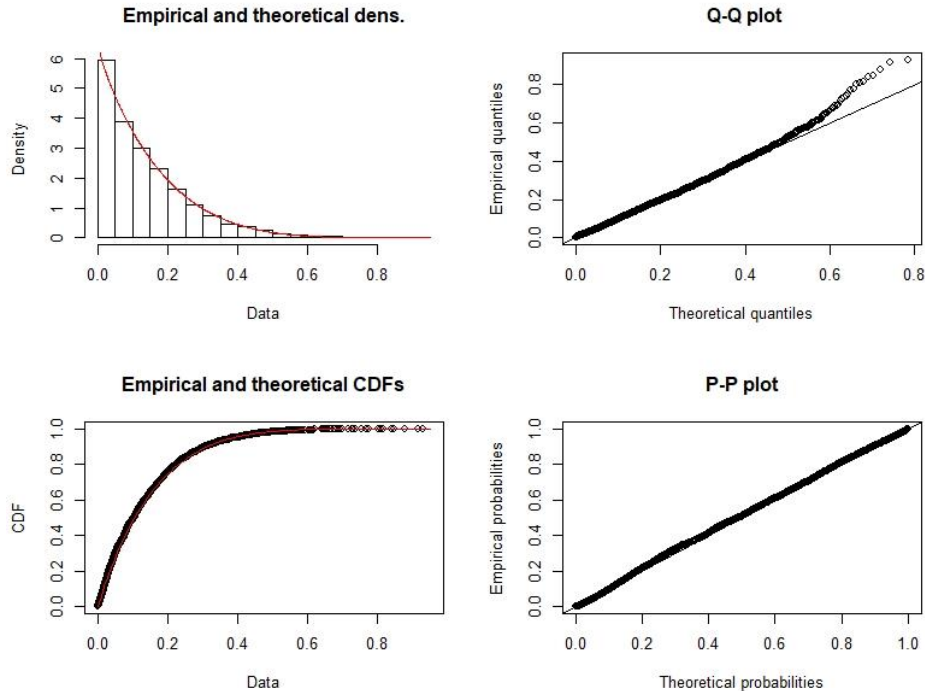 Empirical and theoretical dens.
Density
0 1 2 3 4 5 6
0.0 0.2 0.4 0.6 0.8
Data
Q-Q plot
Empirical quantiles
0.0 0.2 0.4 0.6 0.8
0.0 0.2 0.4 0.6 0.8
Theoretical quantiles
Empirical and theoretical CDFs
CDF
0.0 0.2 0.4 0.6 0.8 1.0
0.0 0.2 0.4 0.6 0.8
Data
P-P plot
Empirical probabilities
0.0 0.2 0.4 0.6 0.8 1.0
0.0 0.2 0.4 0.6 0.8 1.0
Theoretical probabilities